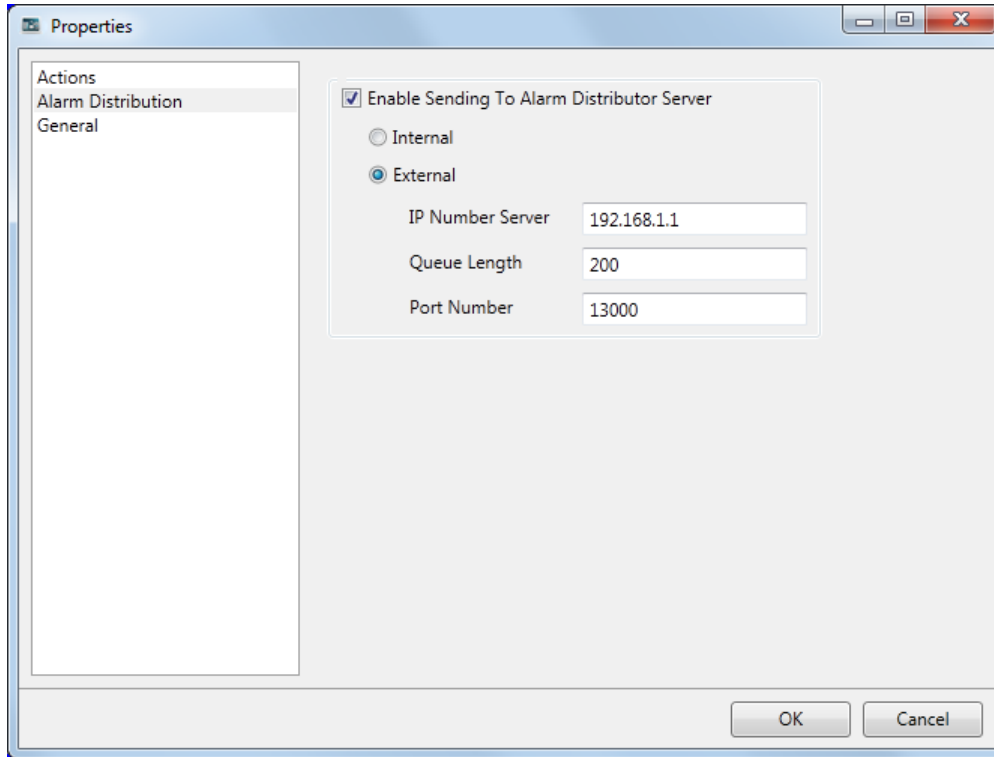 Properties
Actions
Alarm Distribution
General
Enable Sending To Alarm Distributor Server
Internal
External
IP Number Server 192.168.1.1
Queue Length 200
Port Number 13000
OK Cancel